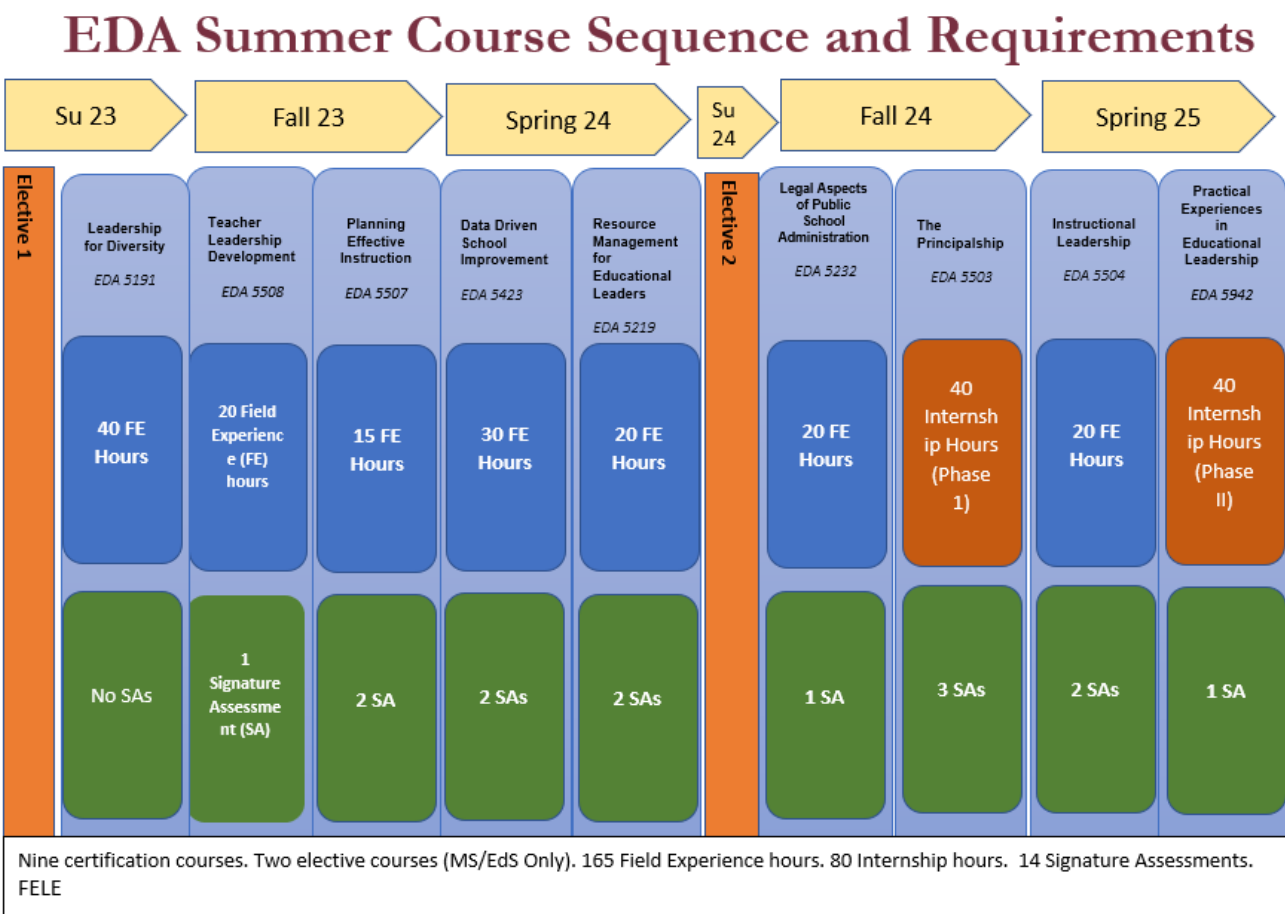 EDA Summer Course Sequence and Requirements
Su 23
Fall 23
Spring 24
Su
24
Fall 24
Spring 25
Elective 1
Leadership
for Diversity
EDA 5191
Teacher
Leadership
Development
EDA 5508
Planning
Effective
Instruction
EDA 5507
Data Driven
School
Improvement
EDA 5423
Resource
Management
for
Educational
Leaders
EDA 5219
Elective 2
Legal Aspects
of Public
School
Administration
EDA 5232
The
Principalship
EDA 5503
Instructional
Leadership
EDA 5504
Practical
Experiences
in
Educational
Leadership
EDA 5942
40 FE
Hours
20 Field
Experienc
e (FE)
hours
15 FE
Hours
30 FE
Hours
20 FE
Hours
20 FE
Hours
40
Internsh
ip Hours
(Phase
1)
20 FE
Hours
40
Internsh
ip Hours
(Phase
II)
No SAs
1
Signature
Assessme
nt (SA)
2 SA
2 SAs
2 SAs
1 SA
3 SAs
2 SAs
1 SA
Nine certification courses. Two elective courses (MS/EdS Only). 165 Field Experience hours. 80 Internship hours. 14 Signature Assessments.
FELE